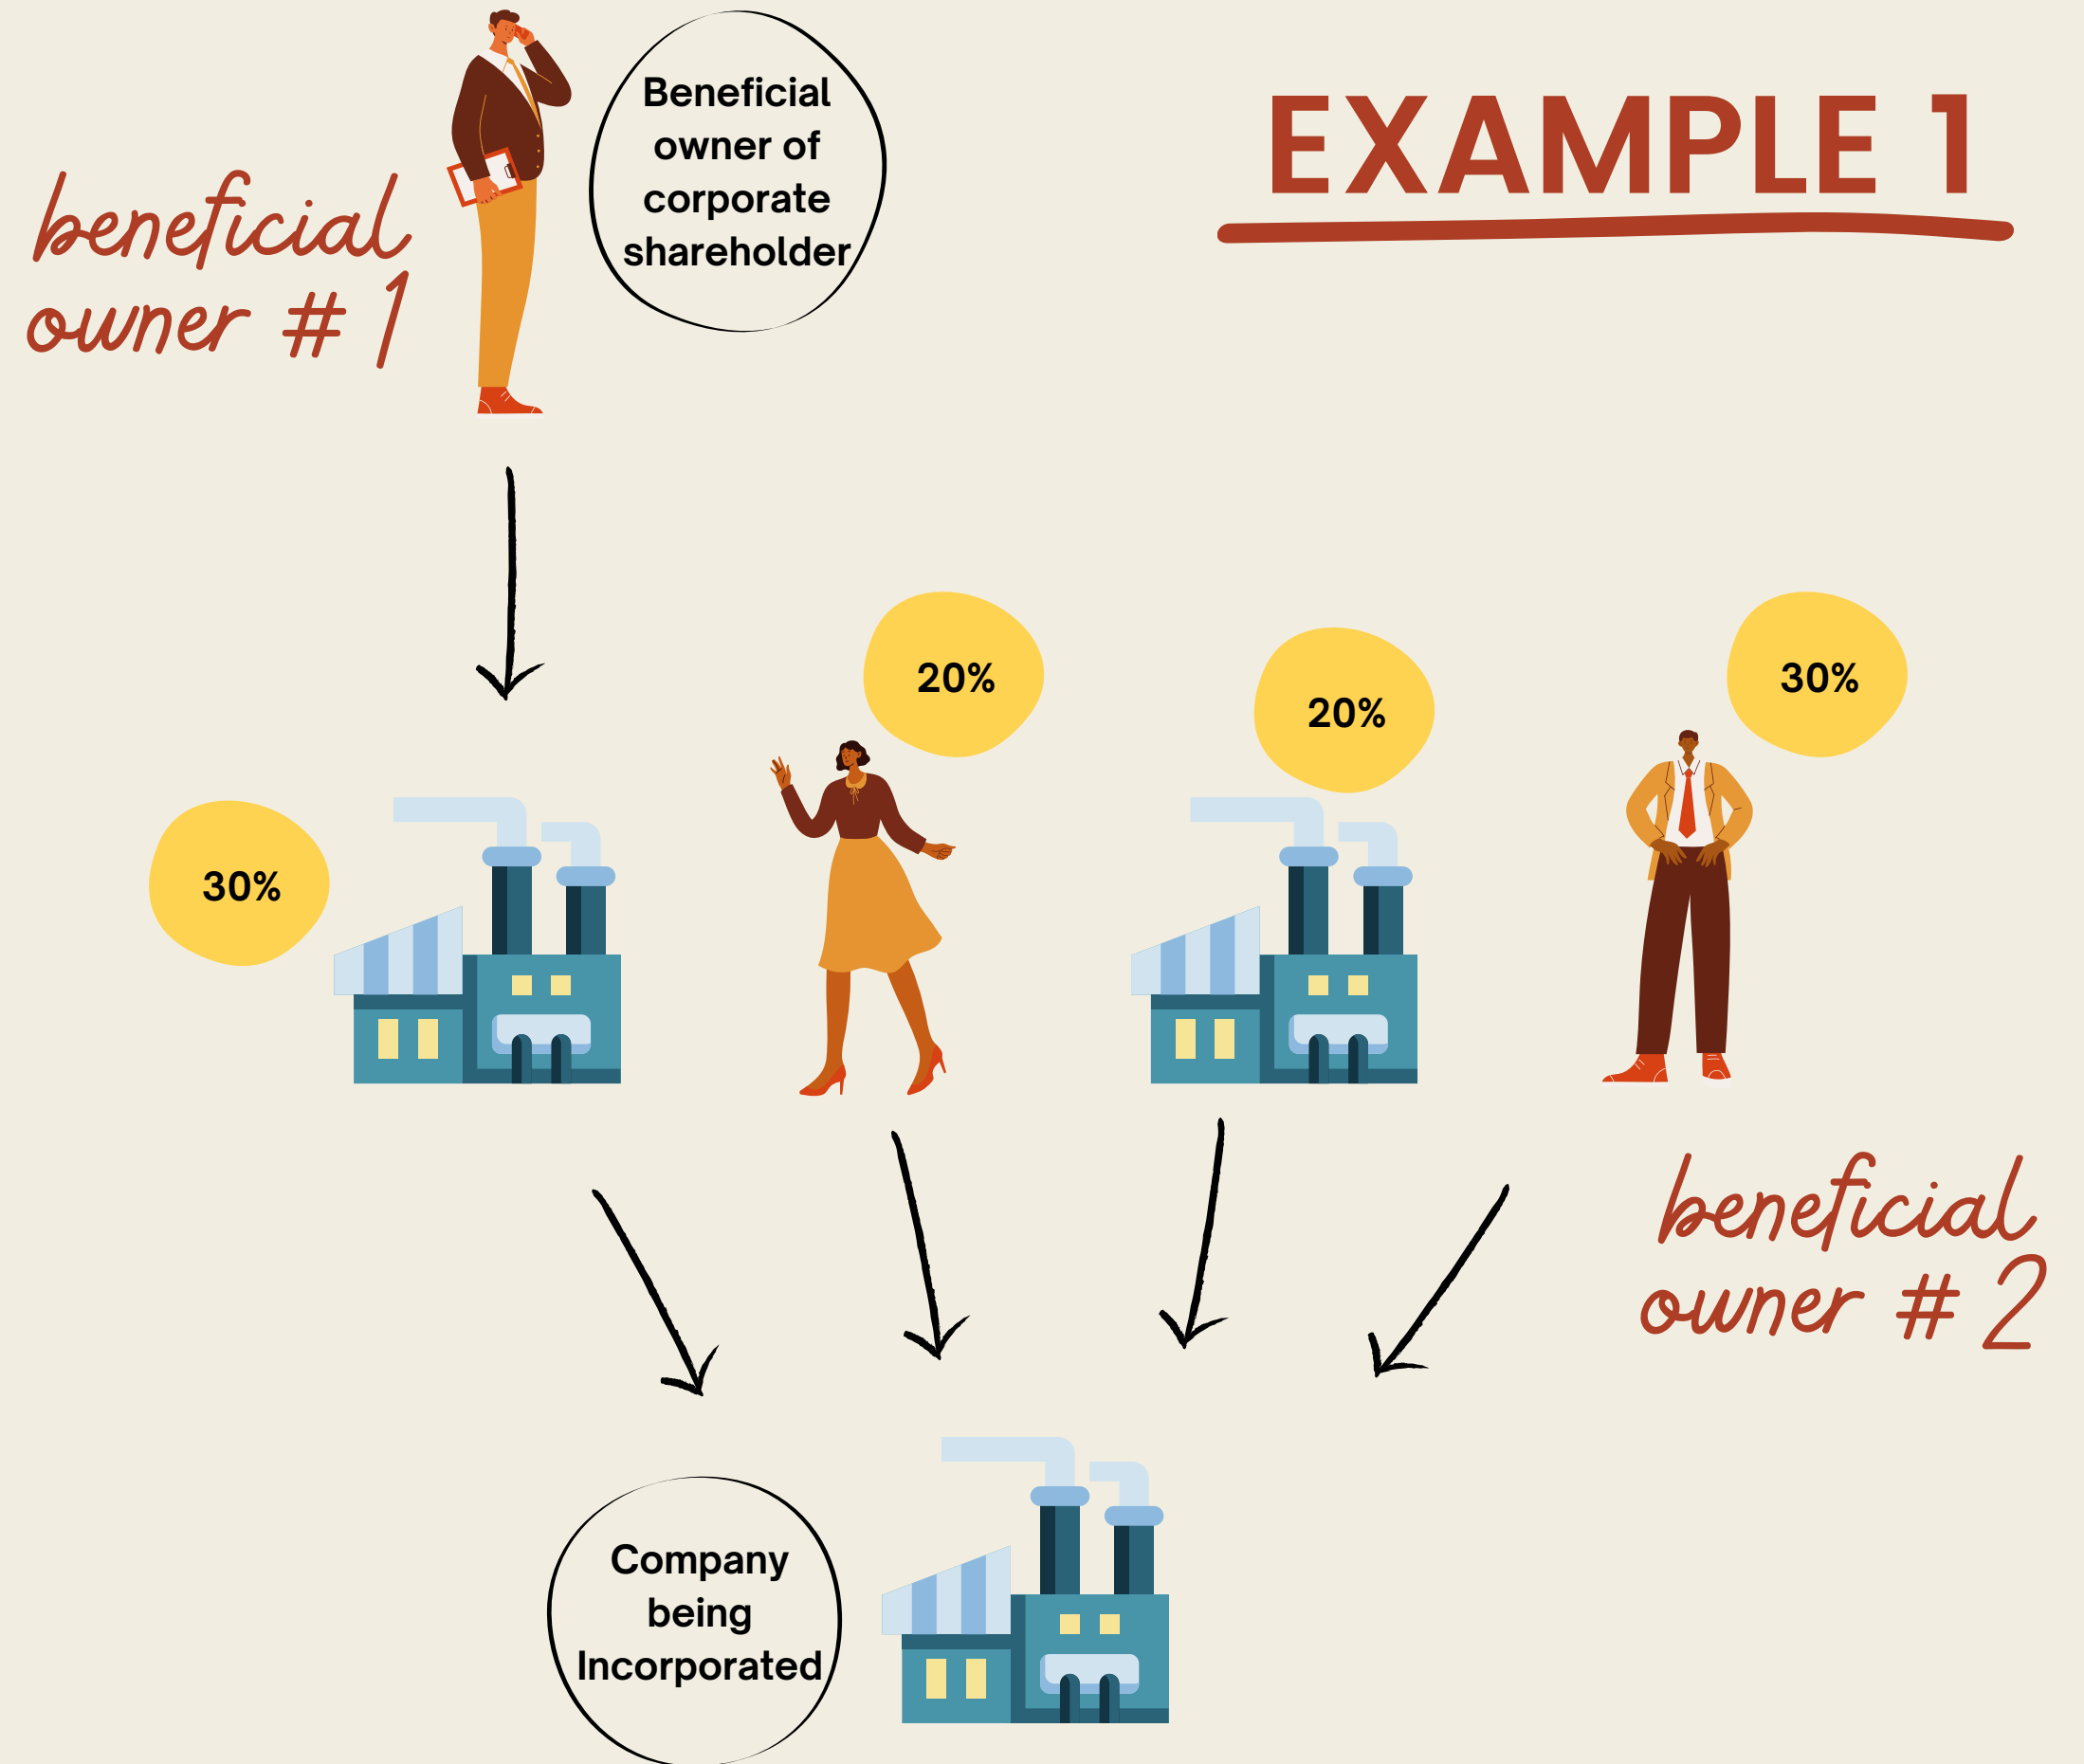 Beneficial
owner of
corporate
shareholder
EXAMPLE 1
beneficial
owner # 1
20%
20%
30%
30%
beneficial
owner # 2
Company
being
Incorporated